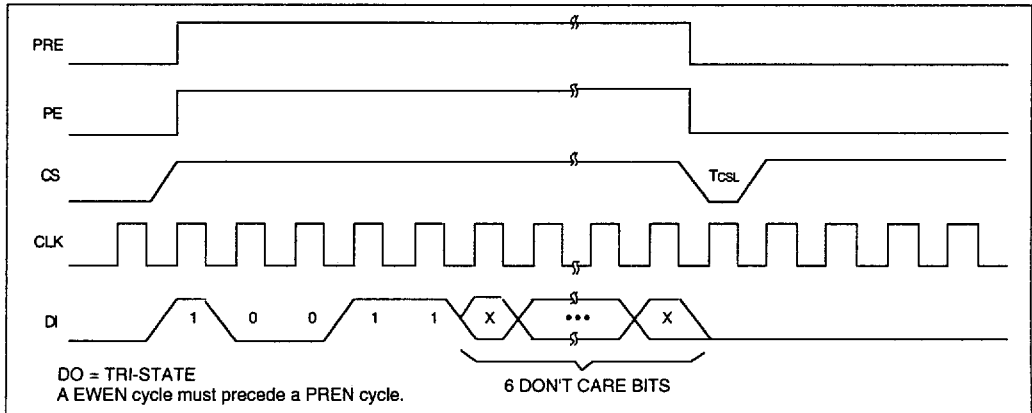 PRE
PE
CS
TCSL
CLK
DI
1 0 0 1 1 X ••• X
DO = TRI-STATE
A EWEN cycle must precede a PREN cycle.
6 DON'T CARE BITS